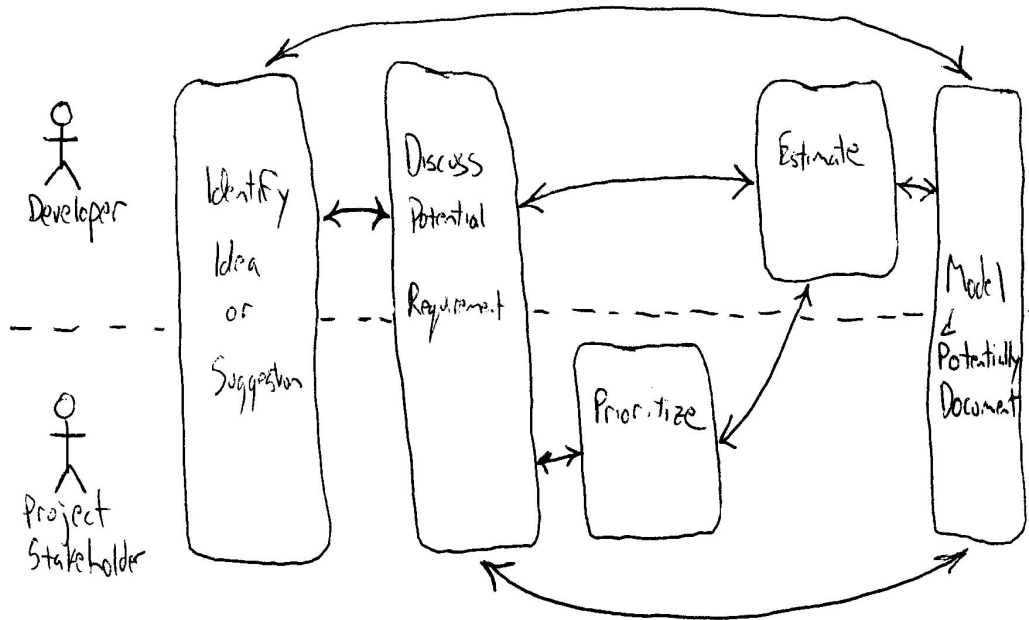 Developer
Project
Stakeholder
Identify
Idea
or
Suggestion
Discuss
Potential
Requirement
Prioritize
Estimate
Model
&
Potentially
Document